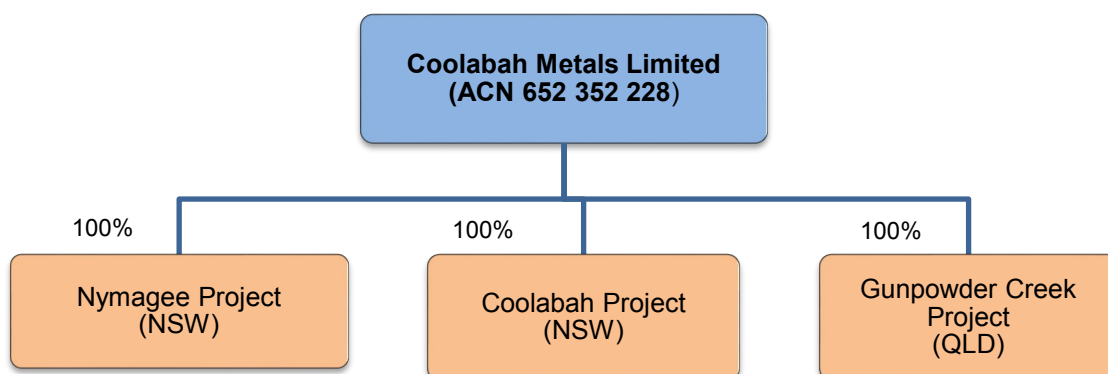 Coolabah Metals Limited
(ACN 652 352 228)
100%
100%
100%
Nymagee Project
(NSW)
Coolabah Project
(NSW)
Gunpowder Creek
Project
(QLD)